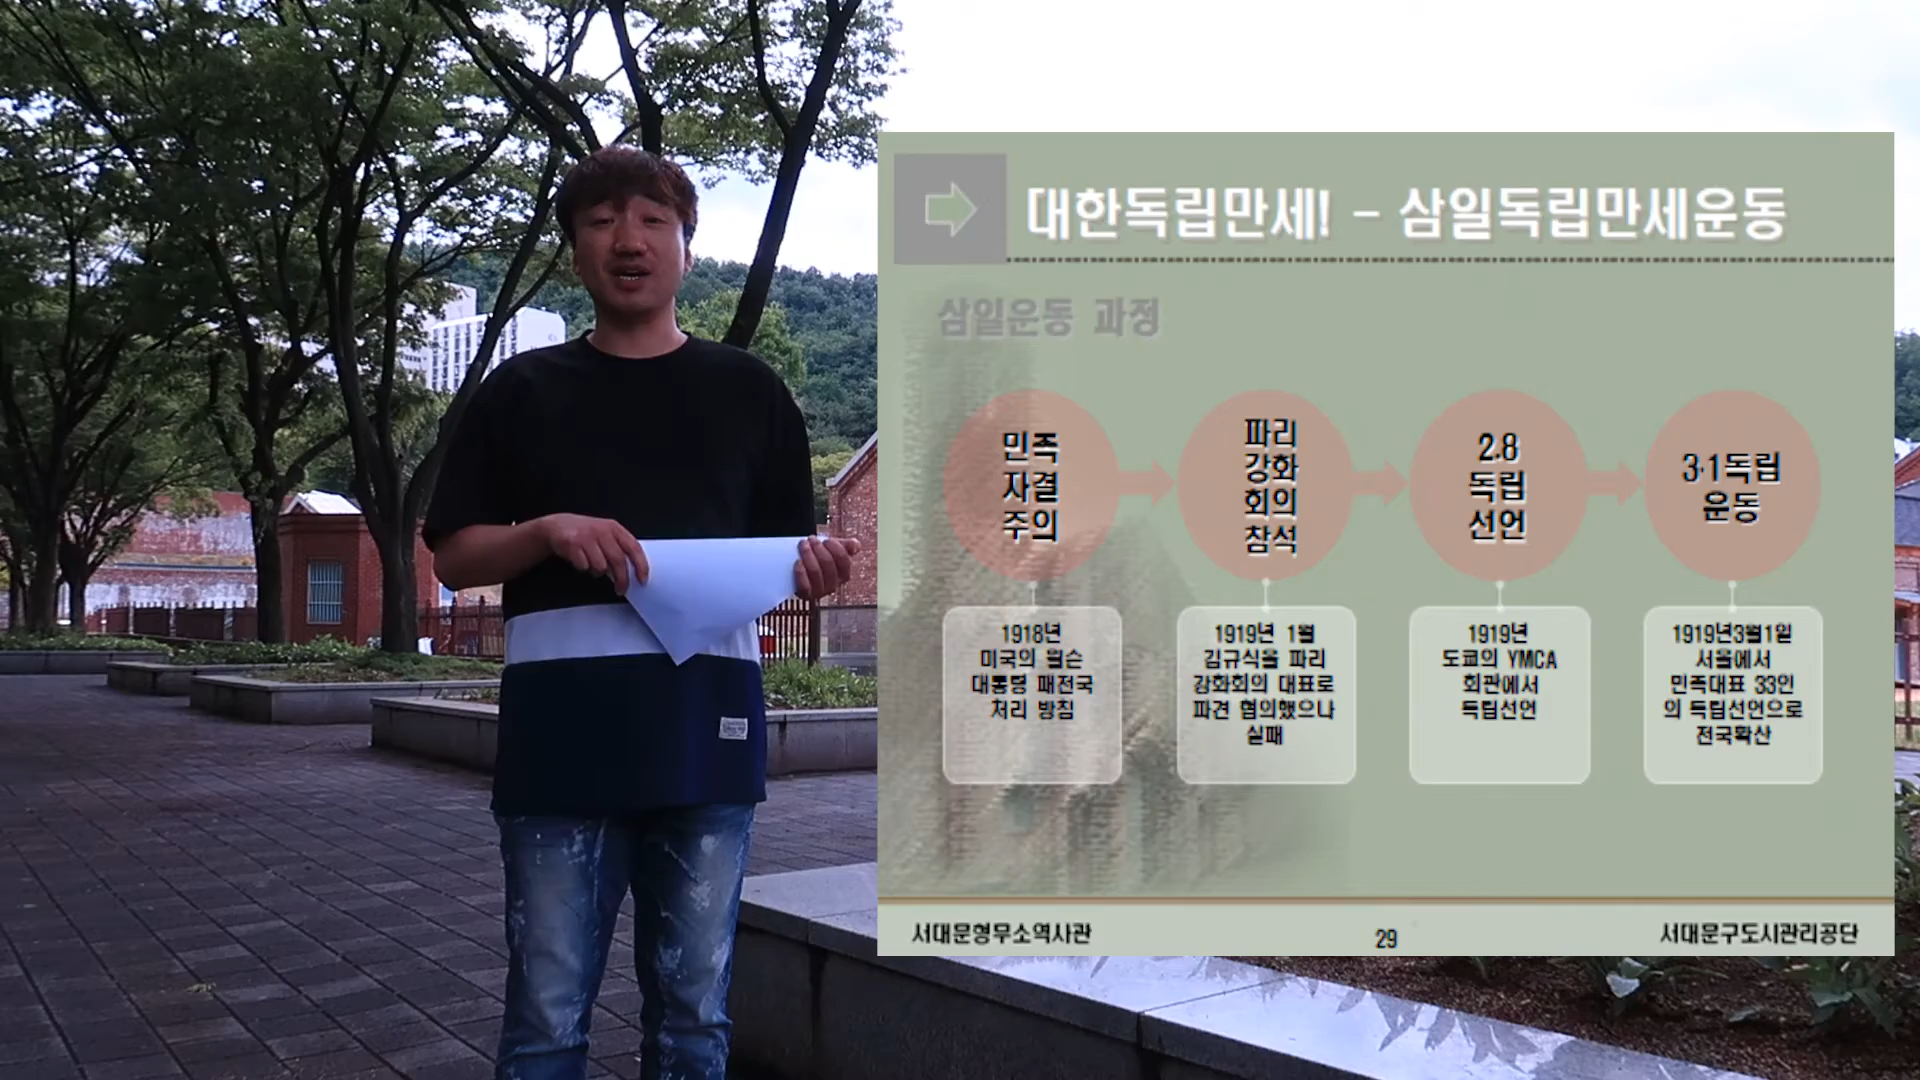 대한독립만세! - 삼일독립만세운동
삼일운동 과정
민족
자결
주의
파리
강화
회의
참석
2.8
독립
선언
3·1독립
운동
1918년
미국의 윌슨
대통령 패전국
처리 방침
1919년 1월
김규식을 파리
강화회의 대표로
파견 협의했으나
실패
1919년
도쿄의 YMCA
회관에서
독립선언
1919년3월1일
서울에서
민족대표 33인
의 독립선언으로
전국확산
서대문형무소역사관
29
서대문구도시관리공단